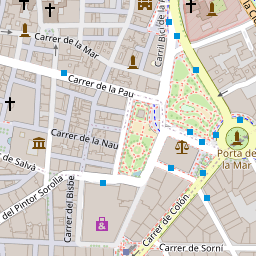 Carrer de la Mar
Carril Bici de la
Carrer de la Pau
Carrer de la Nau
Porta de
la Mar
de Salvà
del Pintor Sorolla
Carrer del Bisbe
Carrer de Colón
Carrer de Sorní